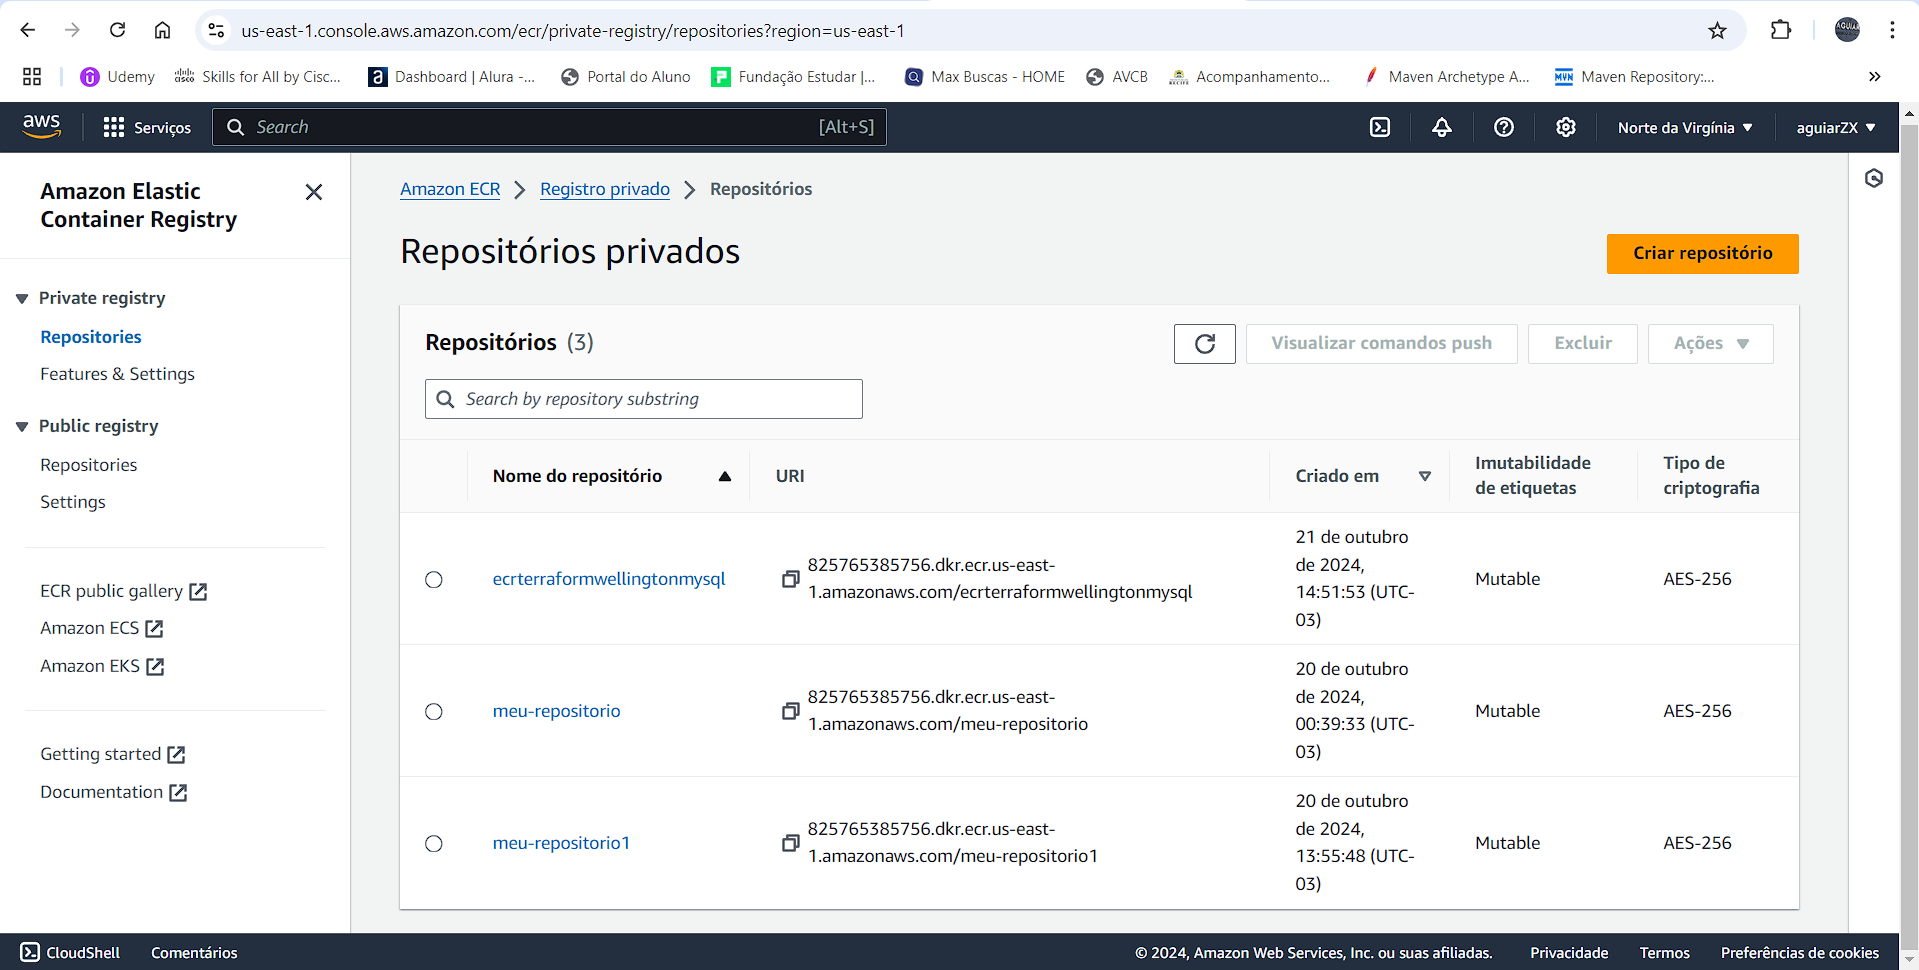 us-east-1.console.aws.amazon.com/ecr/private-registry/repositories?region=us-east-1
Udemy
Skills for All by Cisc...
Dashboard | Alura -...
Portal do Aluno
Fundação Estudar |...
Max Buscas - HOME
AVCB
Acompanhamento...
Maven Archetype A...
Maven Repository:...
aws
Serviços
Search
[Alt+S]
Norte da Virgínia
aguiarZX
Amazon Elastic
Container Registry
Private registry
Repositories
Features & Settings
Public registry
Repositories
Settings
ECR public gallery
Amazon ECS
Amazon EKS
Getting started
Documentation
Amazon ECR
Registro privado
Repositórios
Repositórios privados
Criar repositório
Repositórios (3)
Visualizar comandos push
Excluir
Ações
Search by repository substring
Nome do repositório
URI
Criado em
Imutabilidade
de etiquetas
Tipo de
criptografia
ecrterraformwellingtonmysql
825765385756.dkr.ecr.us-east-
1.amazonaws.com/ecrterraformwellingtonmysql
21 de outubro
de 2024,
14:51:53 (UTC-
03)
Mutable
AES-256
meu-repositorio
825765385756.dkr.ecr.us-east-
1.amazonaws.com/meu-repositorio
20 de outubro
de 2024,
00:39:33 (UTC-
03)
Mutable
AES-256
meu-repositorio1
825765385756.dkr.ecr.us-east-
1.amazonaws.com/meu-repositorio1
20 de outubro
de 2024,
13:55:48 (UTC-
03)
Mutable
AES-256
CloudShell
Comentários
© 2024, Amazon Web Services, Inc. ou suas afiliadas.
Privacidade
Termos
Preferências de cookies